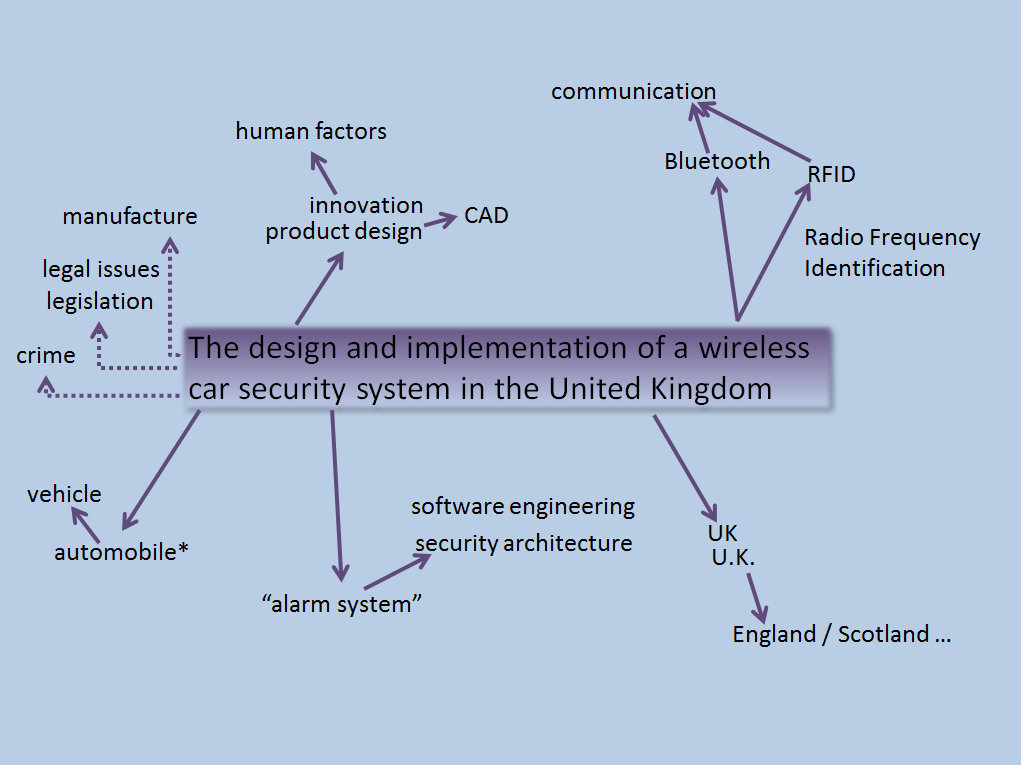 communication
human factors
Bluetooth
RFID
innovation
product design
CAD
manufacture
Radio Frequency
Identification
legal issues
legislation
crime
The design and implementation of a wireless
car security system in the United Kingdom
vehicle
automobile*
software engineering
security architecture
“alarm system”
UK
U.K.
England / Scotland ...